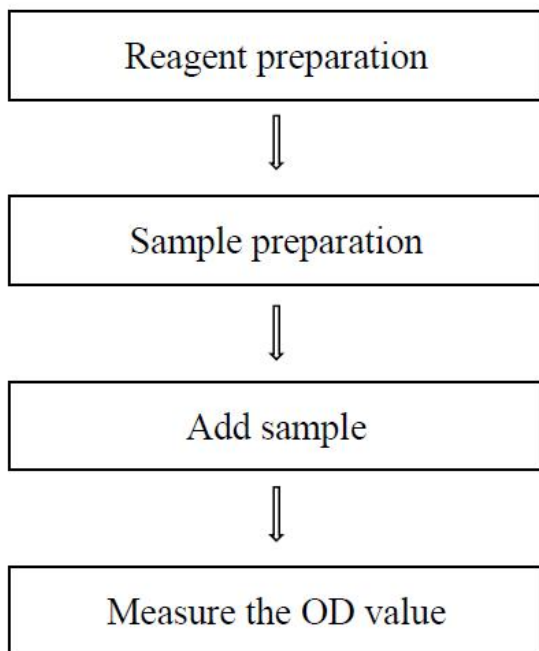 Reagent preparation
Sample preparation
Add sample
Measure the OD value